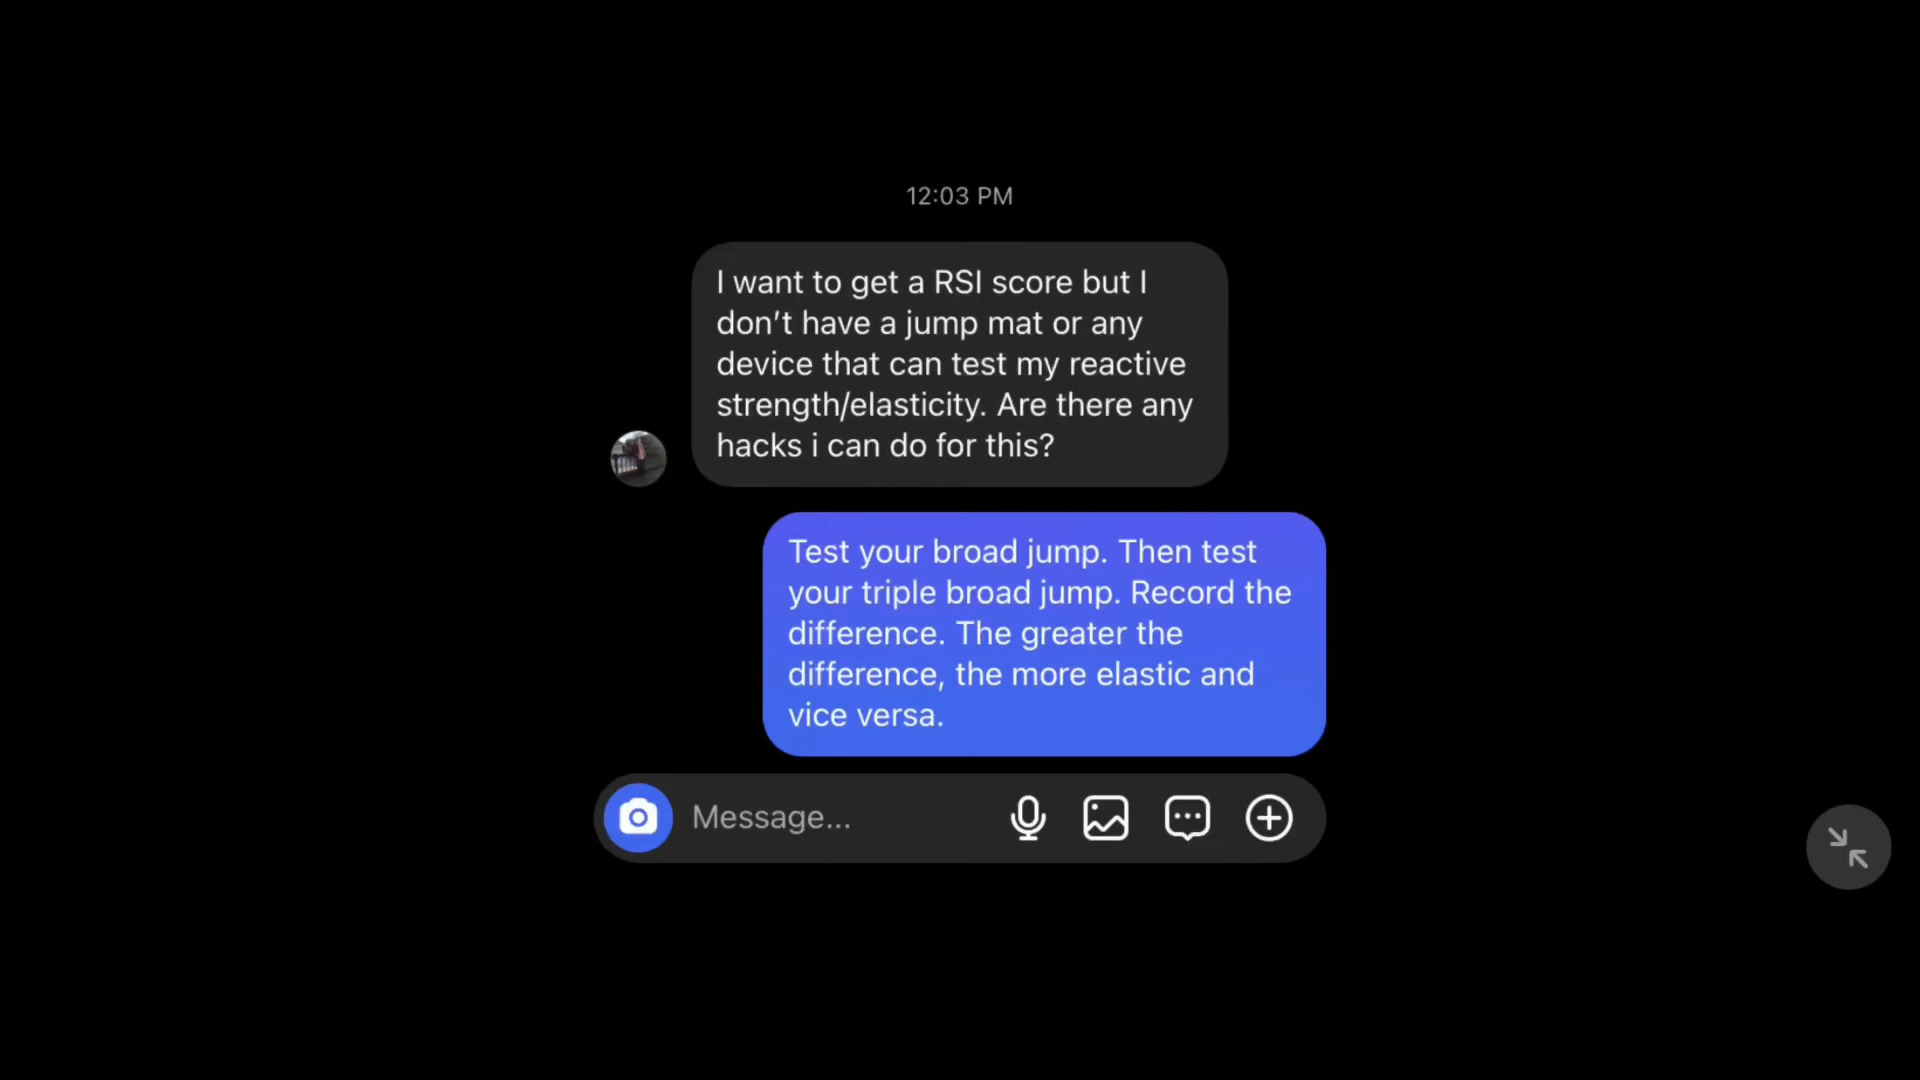 12:03 PM
I want to get a RSI score but I
don’t have a jump mat or any
device that can test my reactive
strength/elasticity. Are there any
hacks i can do for this?
Test your broad jump. Then test
your triple broad jump. Record the
difference. The greater the
difference, the more elastic and
vice versa.
Message...